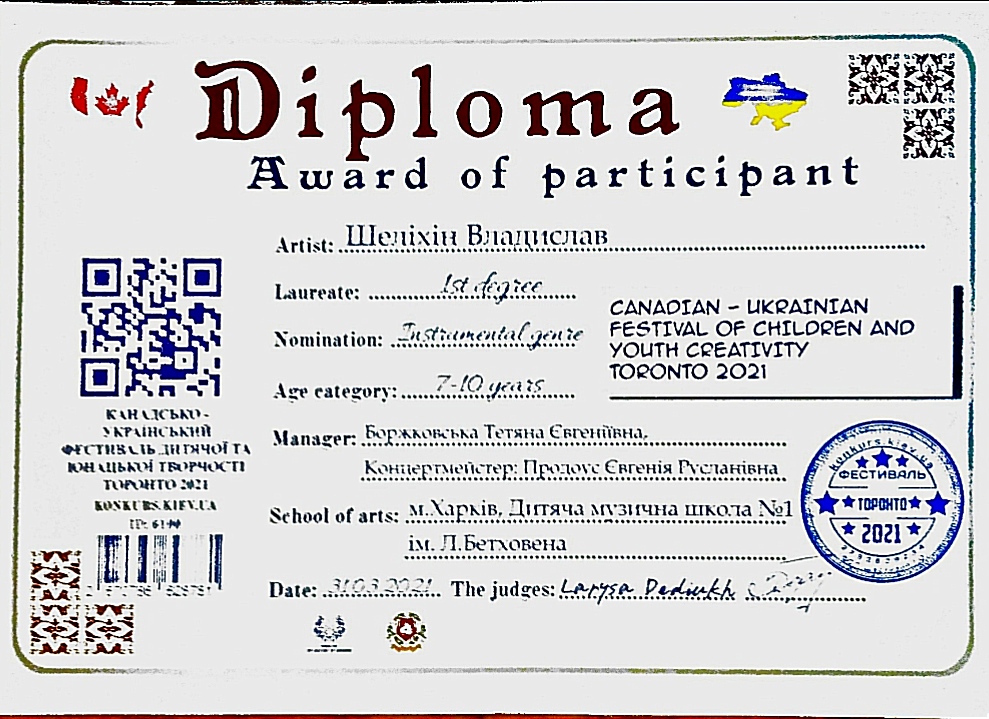 Diploma
Award of participant
Artist: Шеліхін Владислав
Laureate: 1st degree
Nomination: Instrumental genre
Age category: 7-10 years
CANADIAN - UKRAINIAN
FESTIVAL OF CHILDREN AND
YOUTH CREATIVITY
TORONTO 2021
КАНАДСЬКО -
УКРАЇНСЬКИЙ
ФЕСТИВАЛЬ ДИТЯЧОЇ ТА
ЮНАЦЬКОЇ ТВОРЧОСТІ
ТОРОНТО 2021
KONKURS.KIEV.UA
ID: 6190
Manager: Боржковська Тетяна Євгеніївна,
Концертмейстер: Продоус Євгенія Русланівна
School of arts: м.Харків, Дитяча музична школа №1
ім. Л.Бетховена
Date: 31.03.2021 The judges: Larysa Dediukh
konkurs.kiev.ua
ФЕСТИВАЛЬ
ТОРОНТО
2021